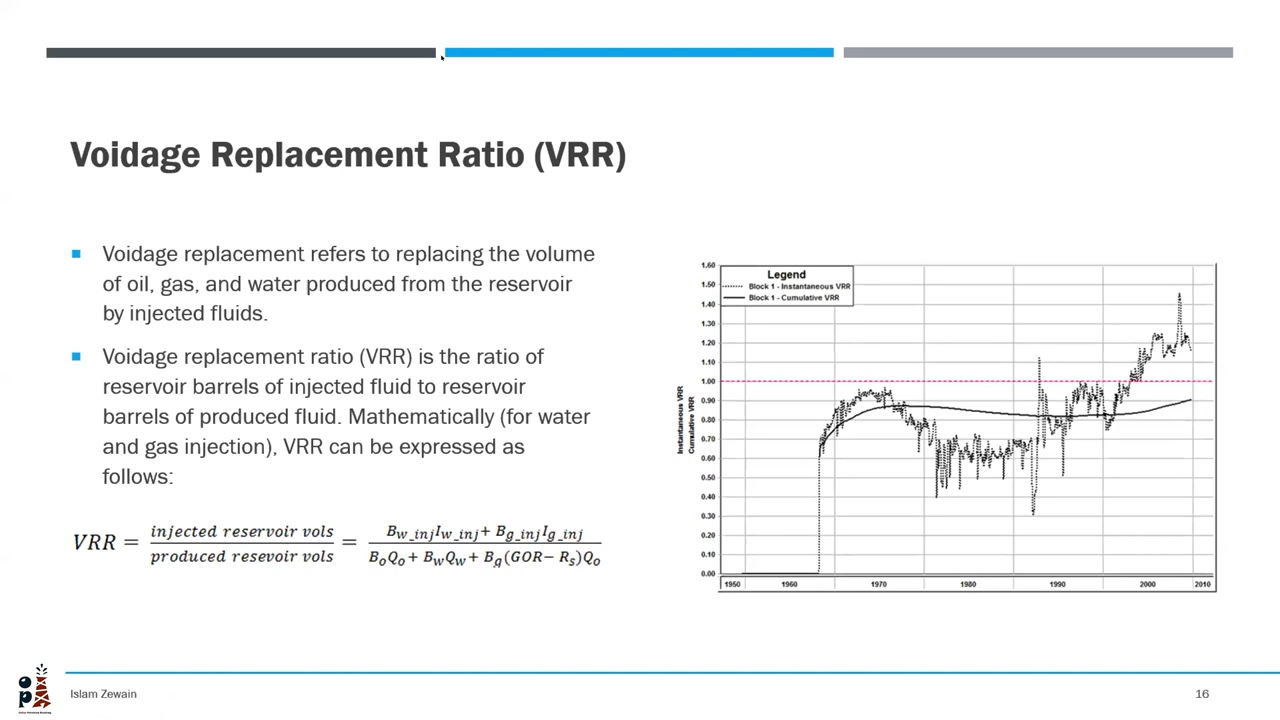 Voidage Replacement Ratio (VRR)
Voidage replacement refers to replacing the volume
of oil, gas, and water produced from the reservoir
by injected fluids.
Voidage replacement ratio (VRR) is the ratio of
reservoir barrels of injected fluid to reservoir
barrels of produced fluid. Mathematically (for water
and gas injection), VRR can be expressed as
follows:
VRR = injected reservoir vols / produced resevoir vols = B_w_inj I_w_inj + B_g_inj I_g_inj / B_o Q_o + B_w Q_w + B_g (GOR − R_s) Q_o
Legend
Block 1 - Instantaneous VRR
Block 1 - Cumulative VRR
Instantaneous VRR
Cumulative VRR
1.60
1.50
1.40
1.30
1.20
1.10
1.00
0.90
0.80
0.70
0.60
0.50
0.40
0.30
0.20
0.10
0.00
1950 1960 1970 1980 1990 2000 2010
op
Islam Zewain
16